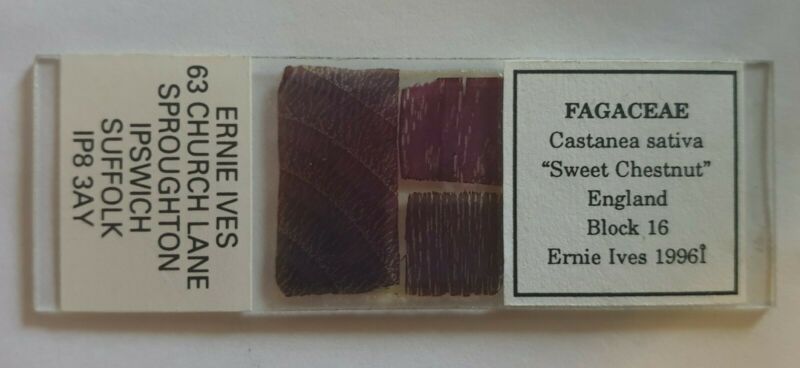 ERNIE IVES
63 CHURCH LANE
SPROUGHTON
IPSWICH
SUFFOLK
IP8 3AY
FAGACEAE
Castanea sativa
“Sweet Chestnut”
England
Block 16
Ernie Ives 1996